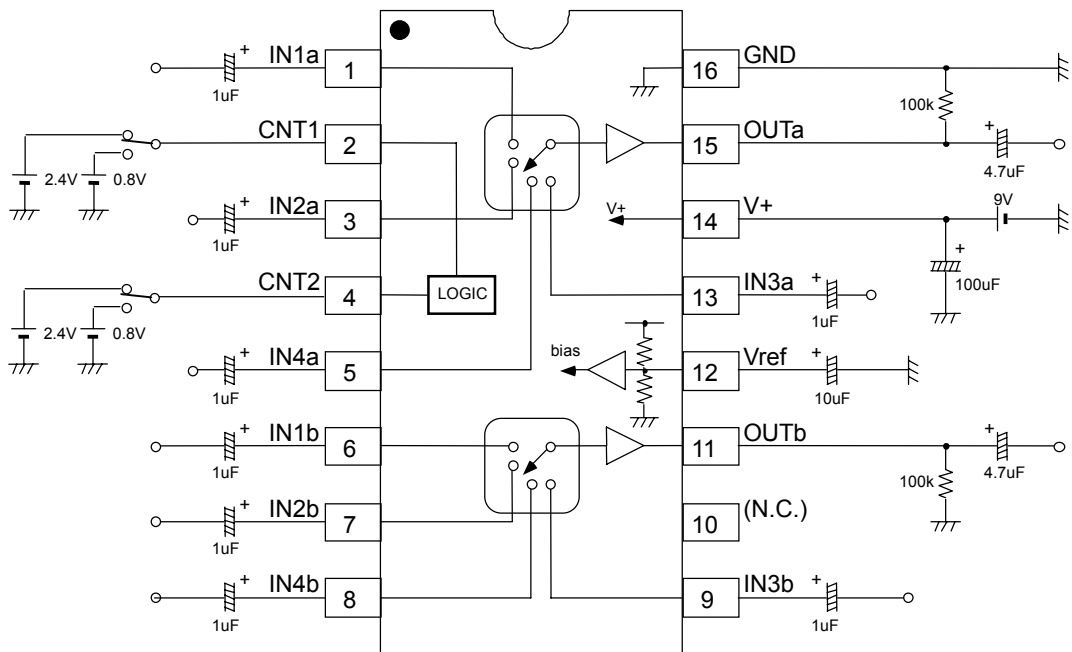 + IN1a 1 16 GND
1uF
100k
CNT1 2 15 OUTa +
2.4V 0.8V
4.7uF
+ IN2a 3 V+ 14 V+ 9V
1uF
+
100uF
CNT2 4 LOGIC 13 IN3a +
1uF
2.4V 0.8V
+ IN4a 5 bias 12 Vref +
1uF
10uF
+ IN1b 6 11 OUTb +
1uF
100k
4.7uF
+ IN2b 7 10 (N.C.)
1uF
+ IN4b 8 9 IN3b +
1uF
1uF